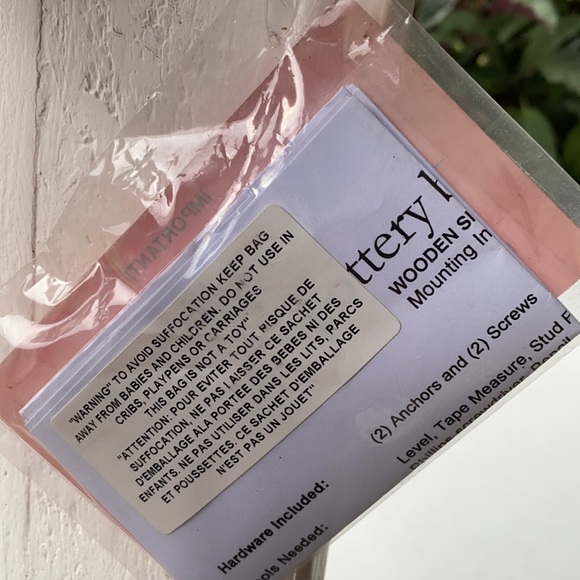 IMPORTANT
ttery
WOODEN
Mounting In
(2) Anchors and (2) Screws
Level, Tape Measure, Stud
Hardware Included:
Needed:
"WARNING" TO AVOID SUFFOCATION KEEP BAG
AWAY FROM BABIES AND CHILDREN. DO NOT USE IN
CRIBS, PLAYPENS OR CARRIAGES
THIS BAG IS NOT A TOY"
"ATTENTION: POUR EVITER TOUT RISQUE DE
SUFFOCATION, NE PAS LAISSER CE SACHET
D'EMBALLAGE ALA PORTEE DES BEBES NI DES
ENFANTS. NE PAS UTILISER DANS LES LITS, PARCS
ET POUSSETTES. CE SACHET D'EMBALLAGE
N'EST PAS UN JOUET"